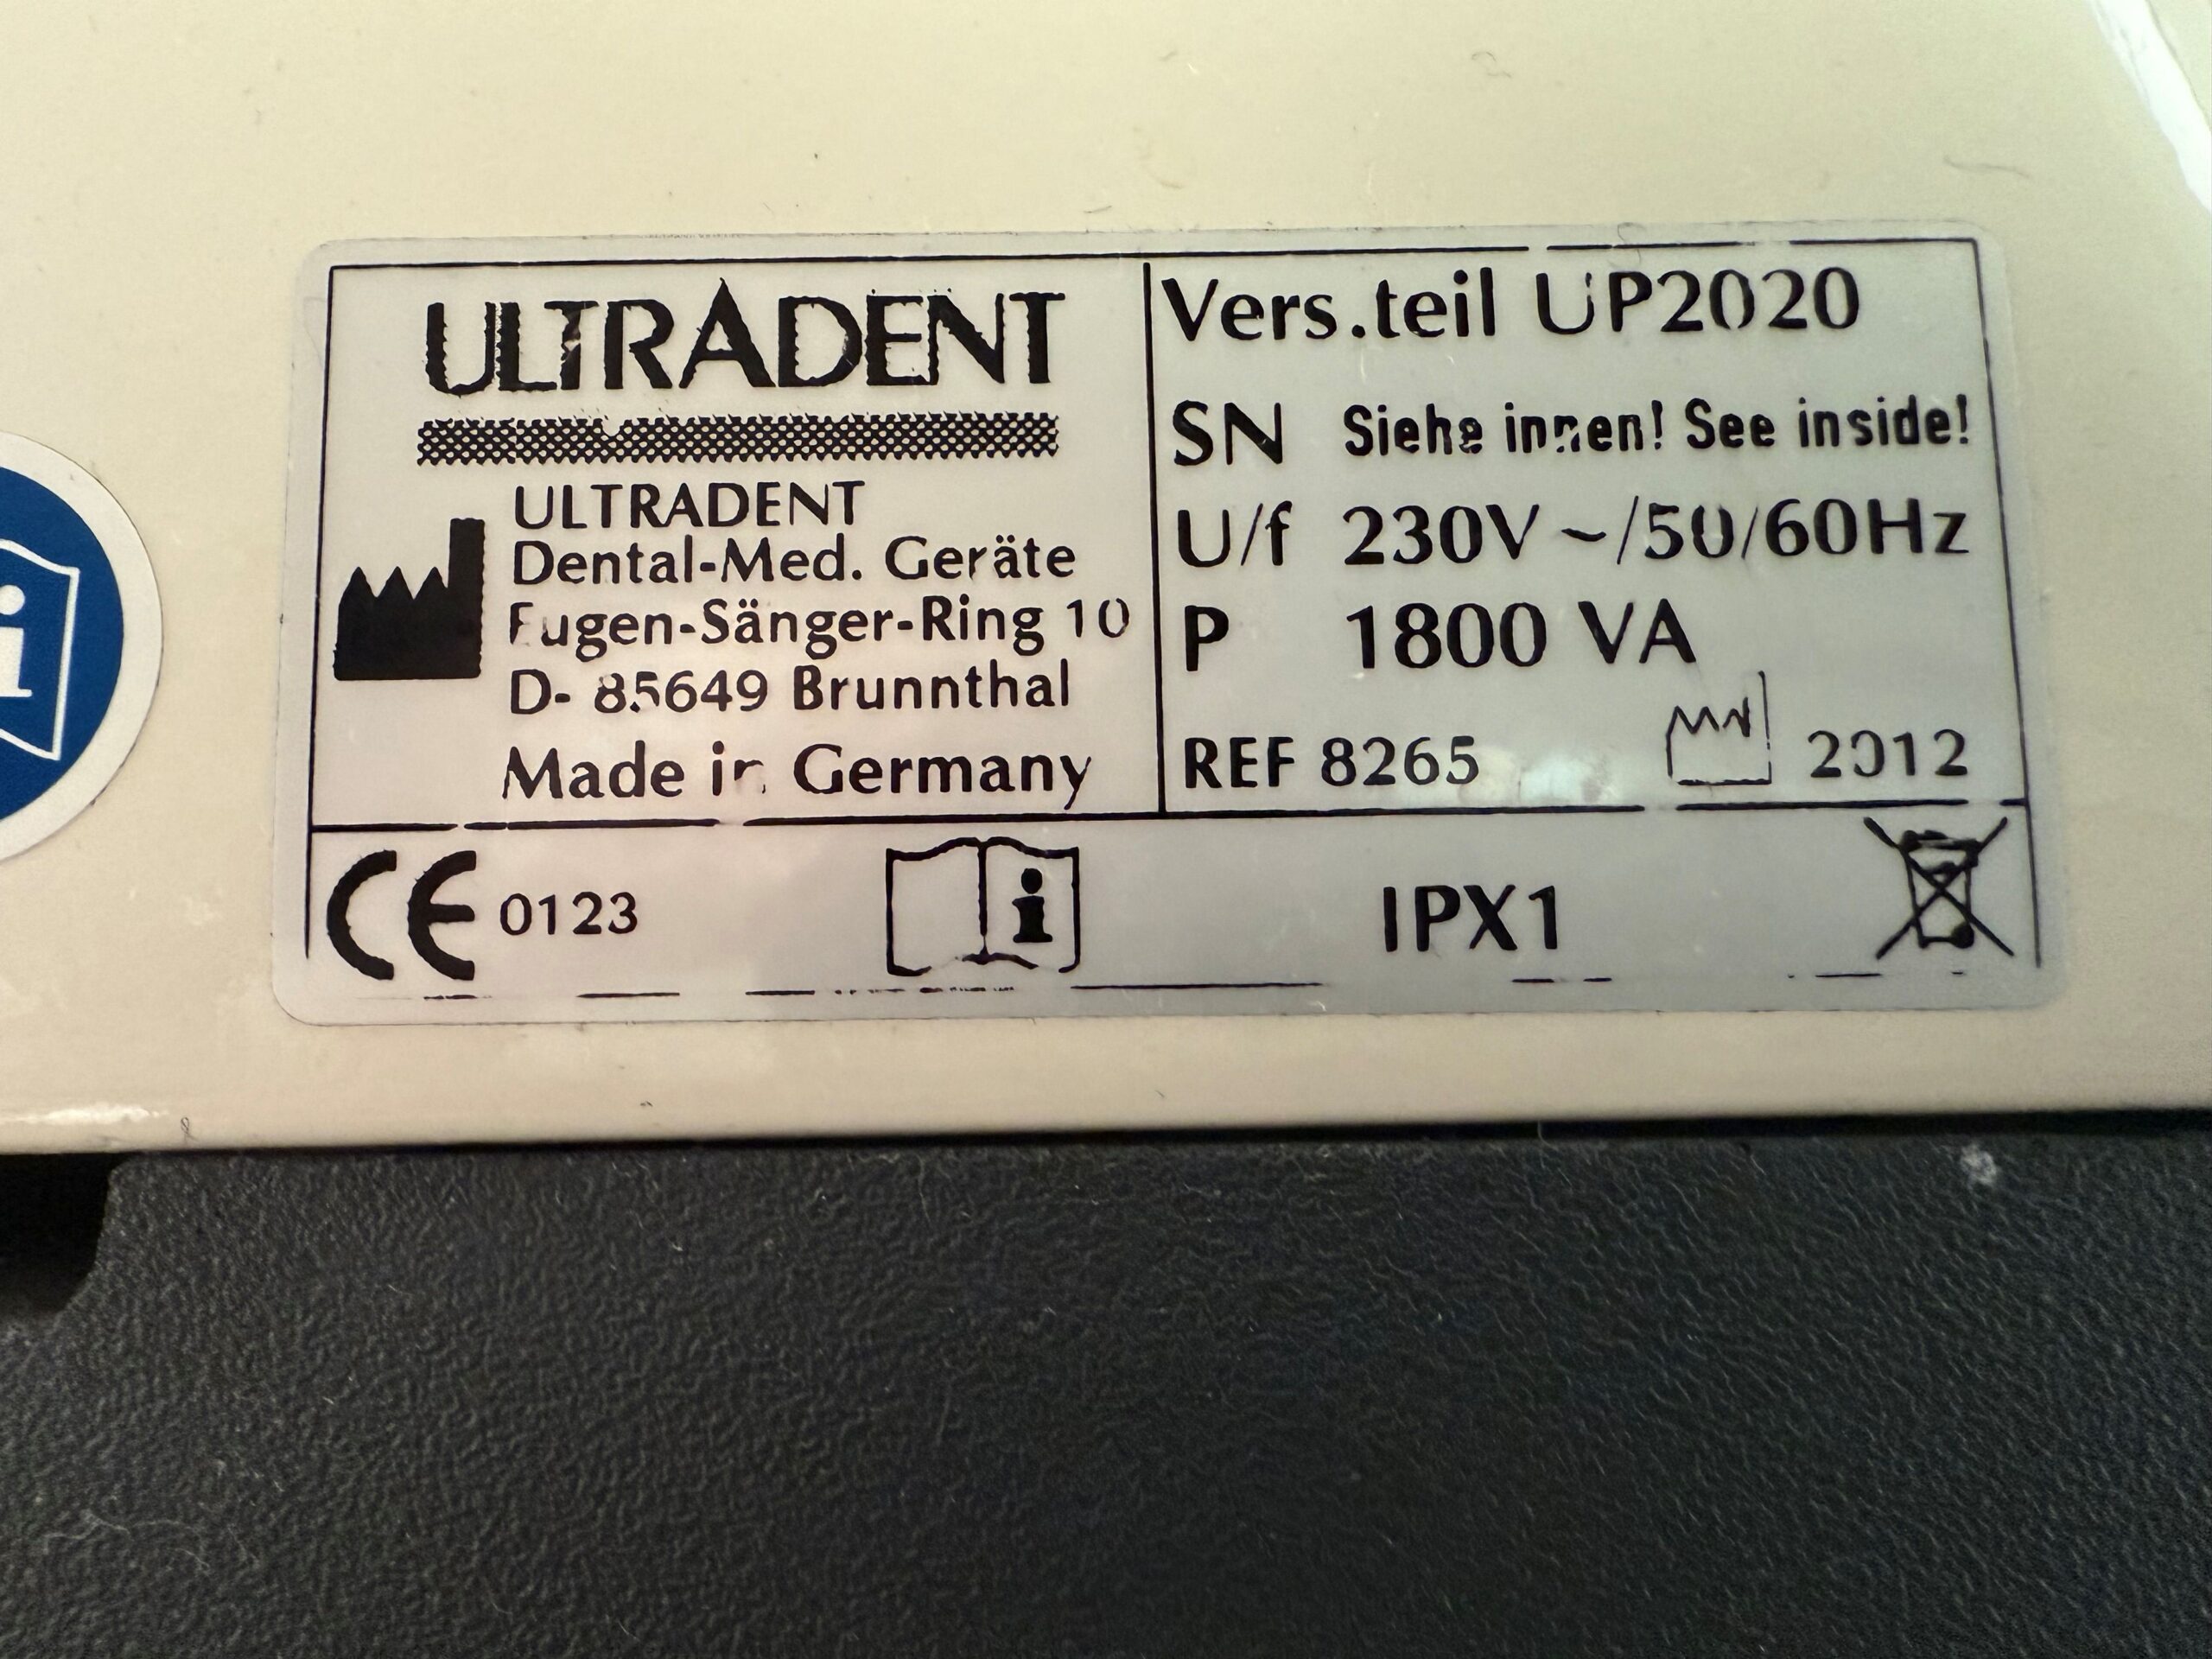 ULTRADENT
ULTRADENT
Dental-Med. Geräte
Eugen-Sänger-Ring 10
D- 85649 Brunnthal
Made in Germany
Vers.teil UP2020
SN Siehe innen! See inside!
U/f 230V ~/50/60Hz
P 1800 VA
REF 8265 2012
CE 0123 i IPX1
i